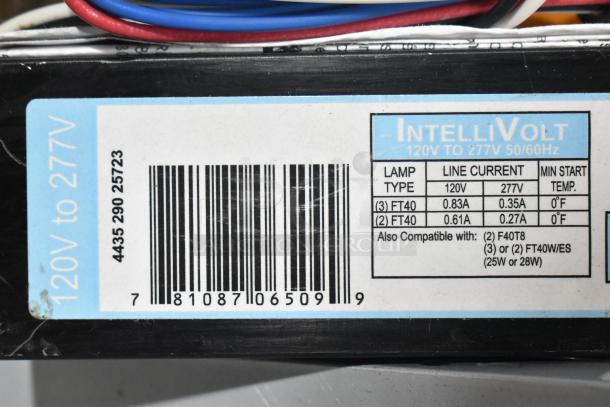 120V to 277V
4435 290 25723
7 81087 06509 9
INTELLIVOLT
120V TO 277V 50/60Hz
LAMP TYPE LINE CURRENT MIN START TEMP.
120V 277V
(3) FT40 0.83A 0.35A 0°F
(2) FT40 0.61A 0.27A 0°F
Also Compatible with: (2) F40T8
(3) or (2) FT40W/ES
(25W or 28W)